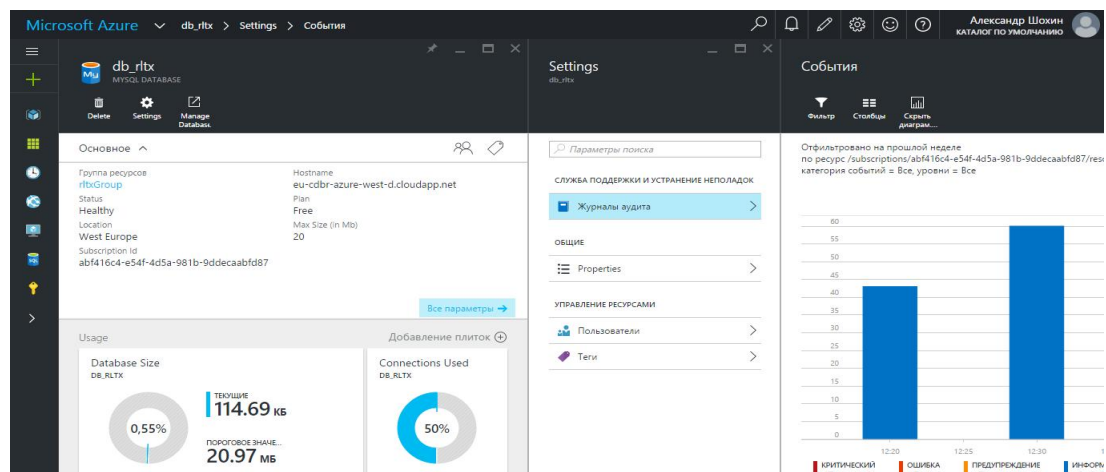 Microsoft Azure db_rltx > Settings > События
Александр Шохин
КАТАЛОГ ПО УМОЛЧАНИЮ
db_rltx
MYSQL DATABASE
Delete Settings Manage
Database
Основное
Группа ресурсов Hostname
rltxGroup eu-cdbr-azure-west-d.cloudapp.net
Status Plan
Healthy Free
Location Max Size (in Mb)
West Europe 20
Subscription Id
abf416c4-e54f-4d5a-981b-9ddecaabfd87
Все параметры
Usage Добавление плиток
Database Size
DB_RLTX
0,55%
ТЕКУЩИЕ
114.69 КБ
ПОРОГОВОЕ ЗНАЧЕ...
20.97 МБ
Connections Used
DB_RLTX
50%
Settings
db_rltx
Параметры поиска
СЛУЖБА ПОДДЕРЖКИ И УСТРАНЕНИЕ НЕПОЛАДОК
Журналы аудита
ОБЩИЕ
Properties
УПРАВЛЕНИЕ РЕСУРСАМИ
Пользователи
Теги
События
Фильтр Столбцы Скрыть
диаграм...
Отфильтровано на прошлой неделе
по ресурс /subscriptions/abf416c4-e54f-4d5a-981b-9ddecaabfd87/reso
категория событий = Все, уровни = Все
60
55
50
45
40
35
30
25
20
15
10
5
0
12:20 12:25 12:30
КРИТИЧЕСКИЙ ОШИБКА ПРЕДУПРЕЖДЕНИЕ ИНФОРМ